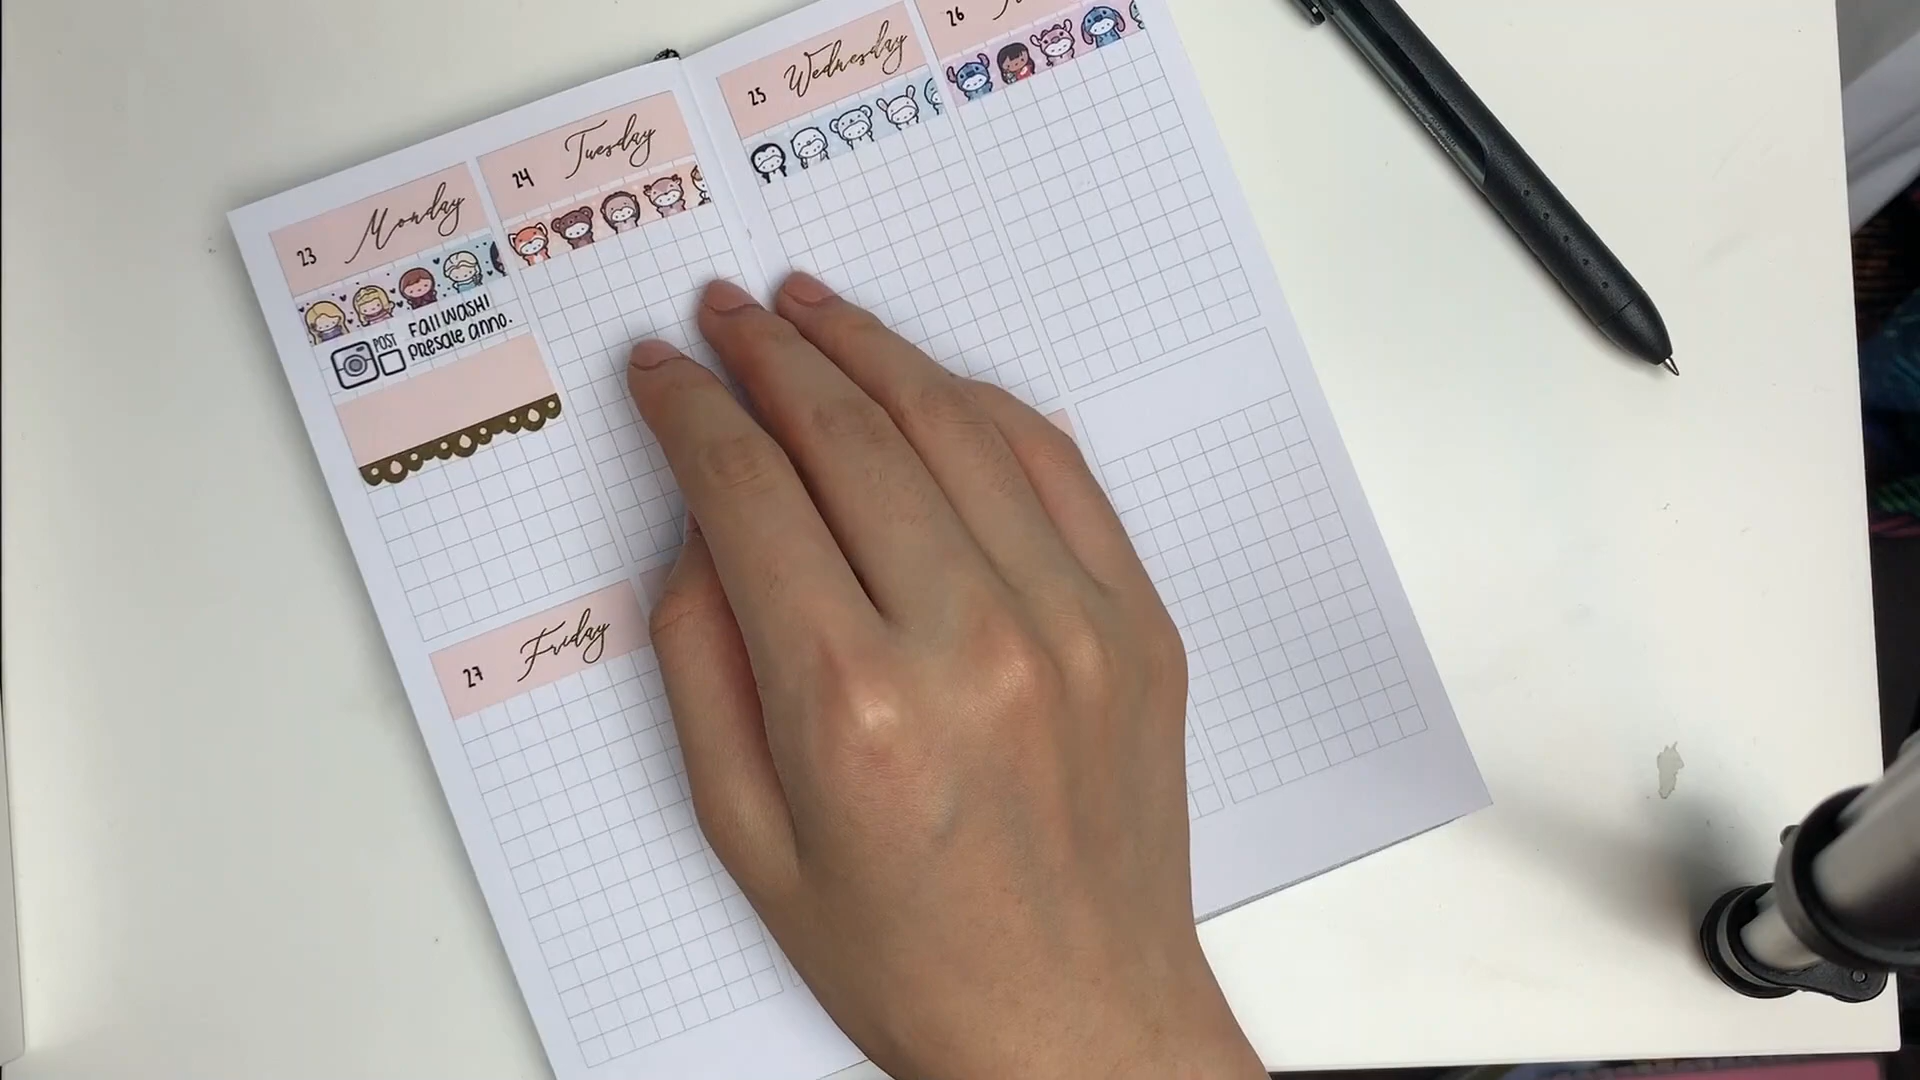 23 Monday
POST
Fall WASHI
PRESALE ANNO.
24 Tuesday
25 Wednesday
26
27 Friday